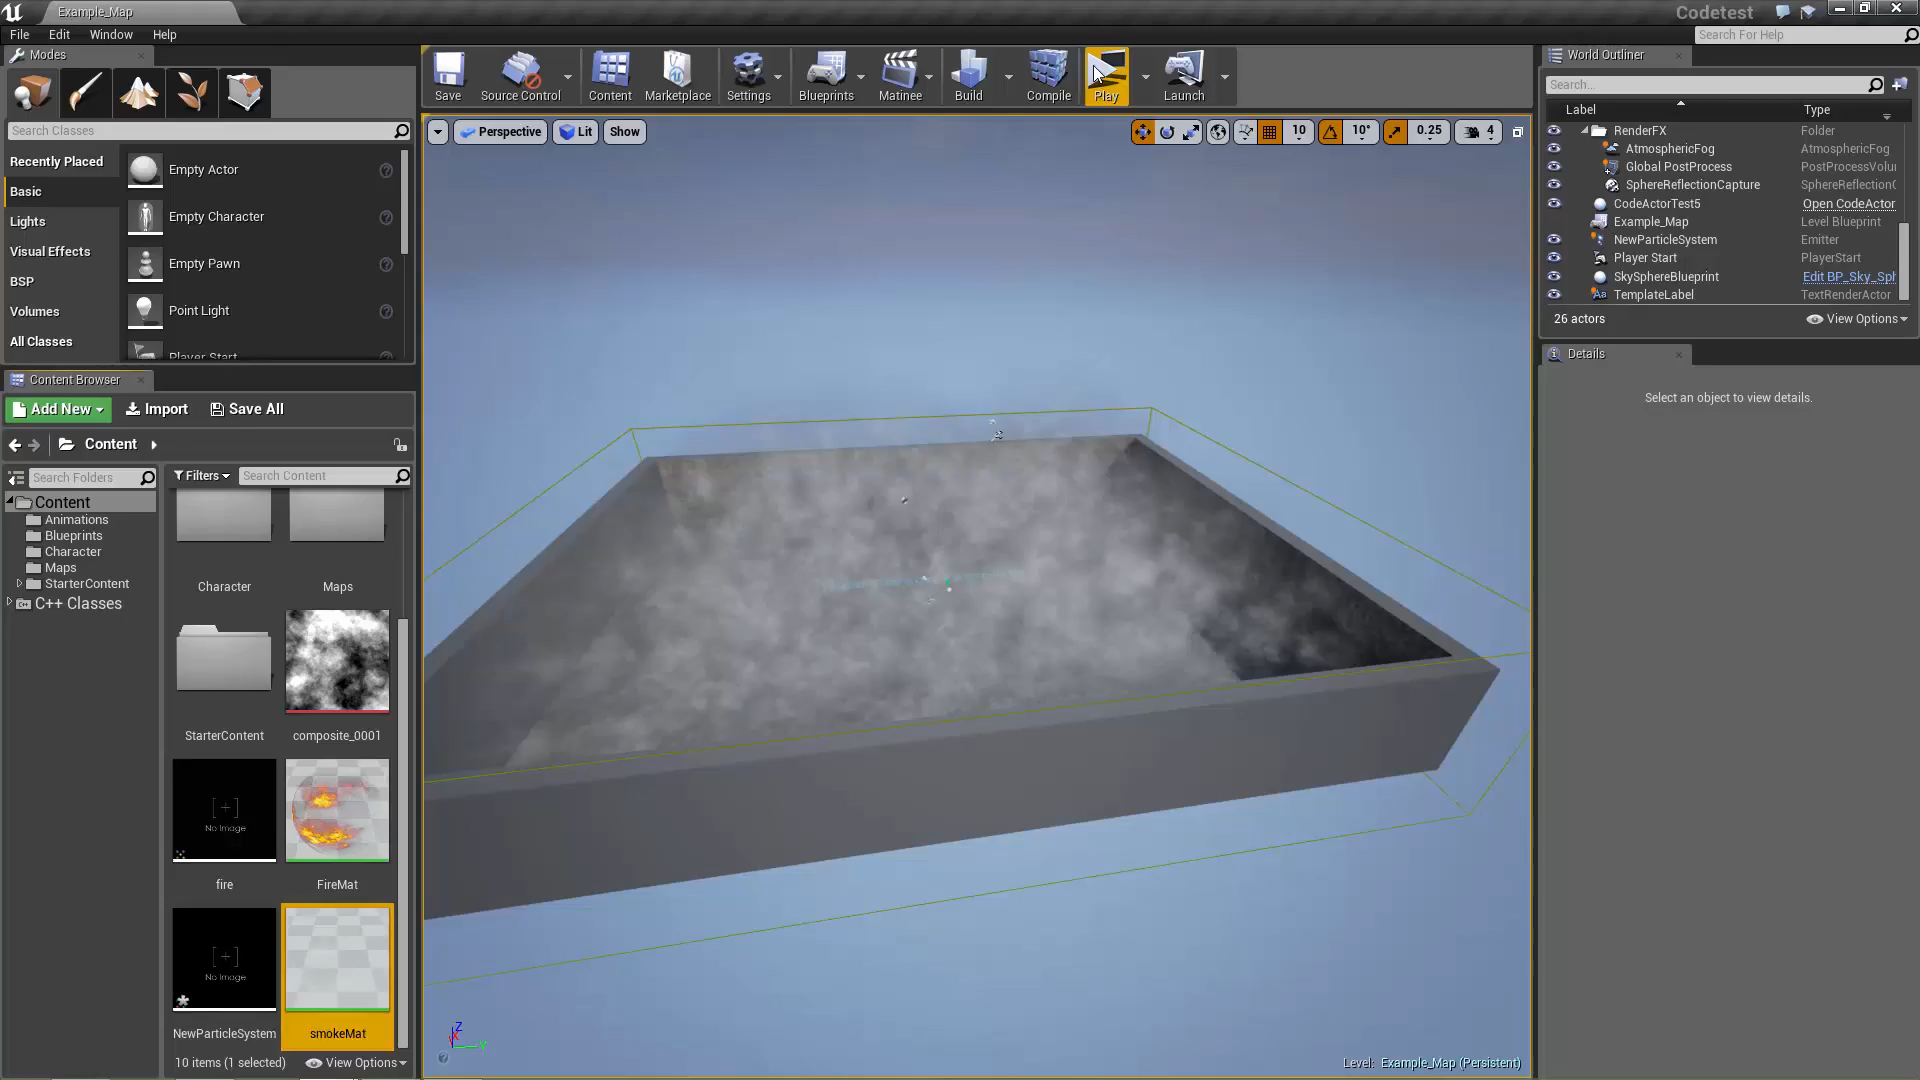 Example_Map
Codetest
File Edit Window Help
Search For Help
Modes
Search Classes
Recently Placed
Basic
Lights
Visual Effects
BSP
Volumes
All Classes
Empty Actor
Empty Character
Empty Pawn
Point Light
Player Start
Save
Source Control
Content
Marketplace
Settings
Blueprints
Matinee
Build
Compile
Play
Launch
Perspective
Lit
Show
10
10°
0.25
4
World Outliner
Search...
Label Type
RenderFX Folder
AtmosphericFog AtmosphericFog
Global PostProcess PostProcessVolu
SphereReflectionCapture SphereReflectionC
CodeActorTest5 Open CodeActor
Example_Map Level Blueprint
NewParticleSystem Emitter
Player Start PlayerStart
SkySphereBlueprint Edit BP_Sky_Sph
TemplateLabel TextRenderActor
26 actors
View Options
Details
Select an object to view details.
Content Browser
Add New
Import
Save All
Content
Search Folders
Filters
Search Content
Content
Animations
Blueprints
Character
Maps
StarterContent
C++ Classes
Character
Maps
StarterContent
composite_0001
[+]
No Image
fire
FireMat
[+]
No Image
NewParticleSystem
smokeMat
10 items (1 selected)
View Options
Z
X
Y
Level: Example_Map (Persistent)